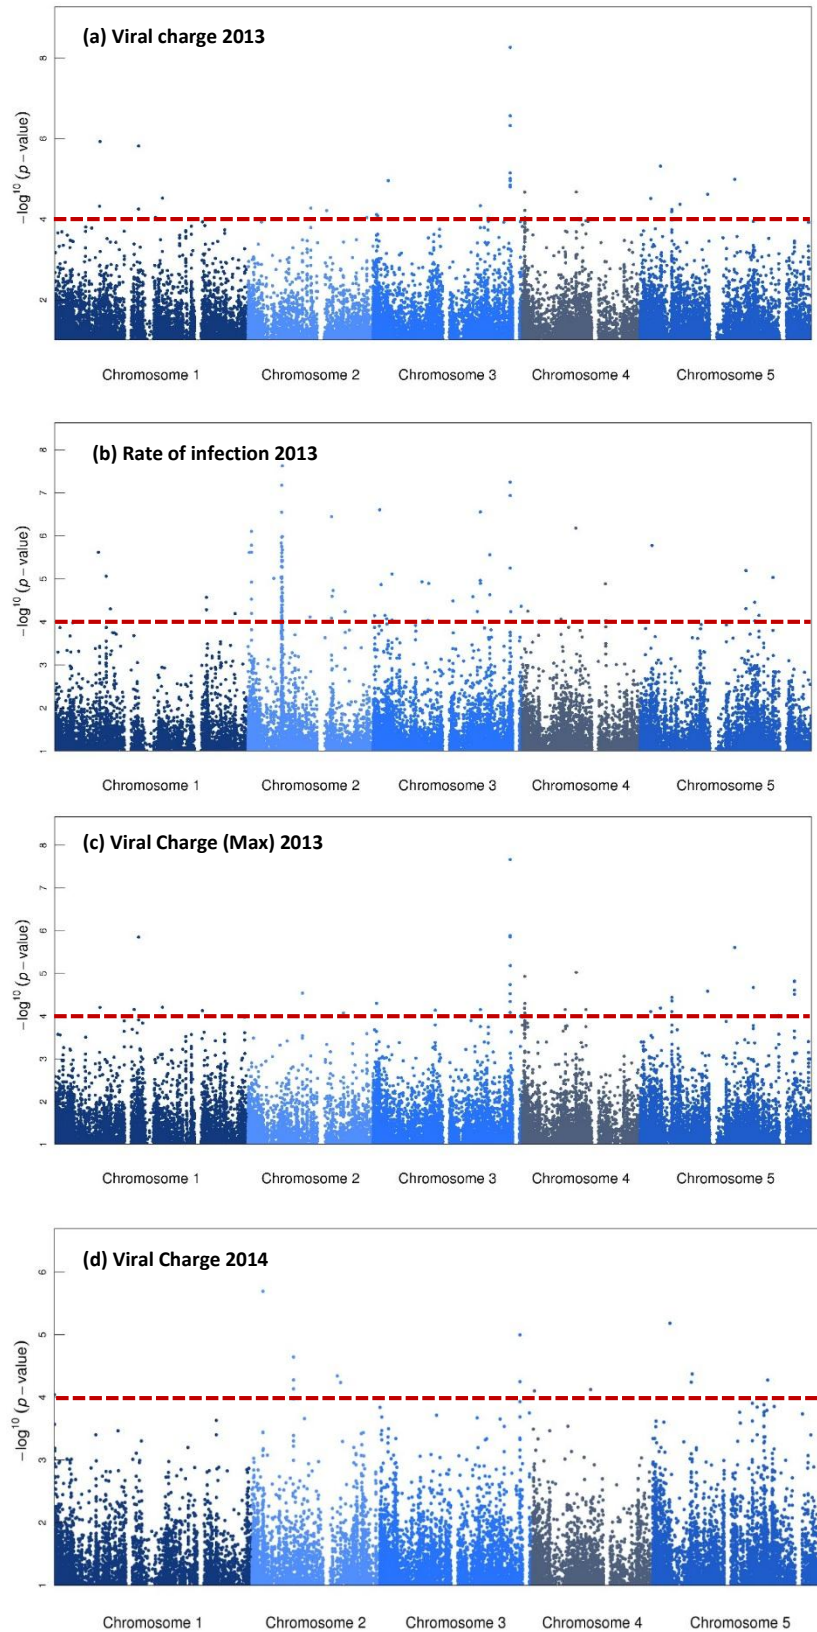 (a) Viral charge 2013
8
6
4
2
−log¹⁰ (p − value)
Chromosome 1 Chromosome 2 Chromosome 3 Chromosome 4 Chromosome 5
(b) Rate of infection 2013
8
7
6
5
4
3
2
1
−log¹⁰ (p − value)
Chromosome 1 Chromosome 2 Chromosome 3 Chromosome 4 Chromosome 5
(c) Viral Charge (Max) 2013
8
7
6
5
4
3
2
1
−log¹⁰ (p − value)
Chromosome 1 Chromosome 2 Chromosome 3 Chromosome 4 Chromosome 5
(d) Viral Charge 2014
6
5
4
3
2
1
−log¹⁰ (p − value)
Chromosome 1 Chromosome 2 Chromosome 3 Chromosome 4 Chromosome 5